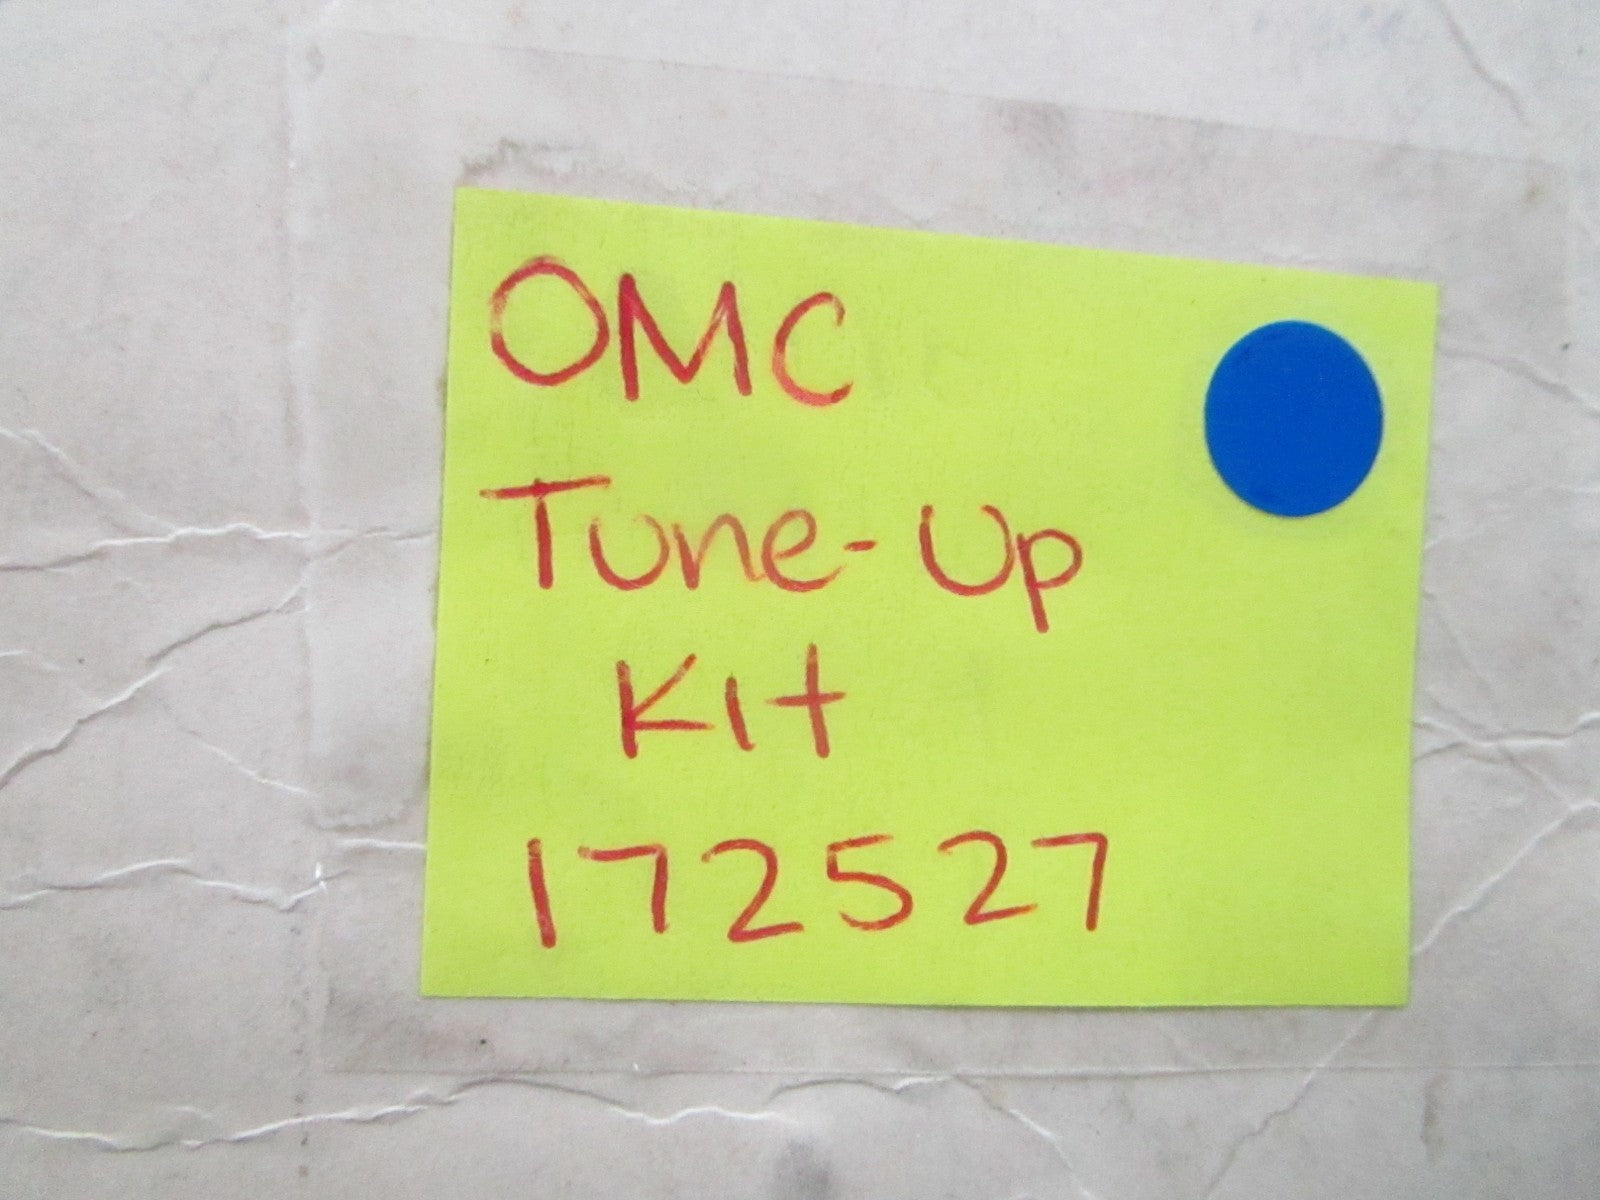 OMC
Tune-Up
Kit
172527